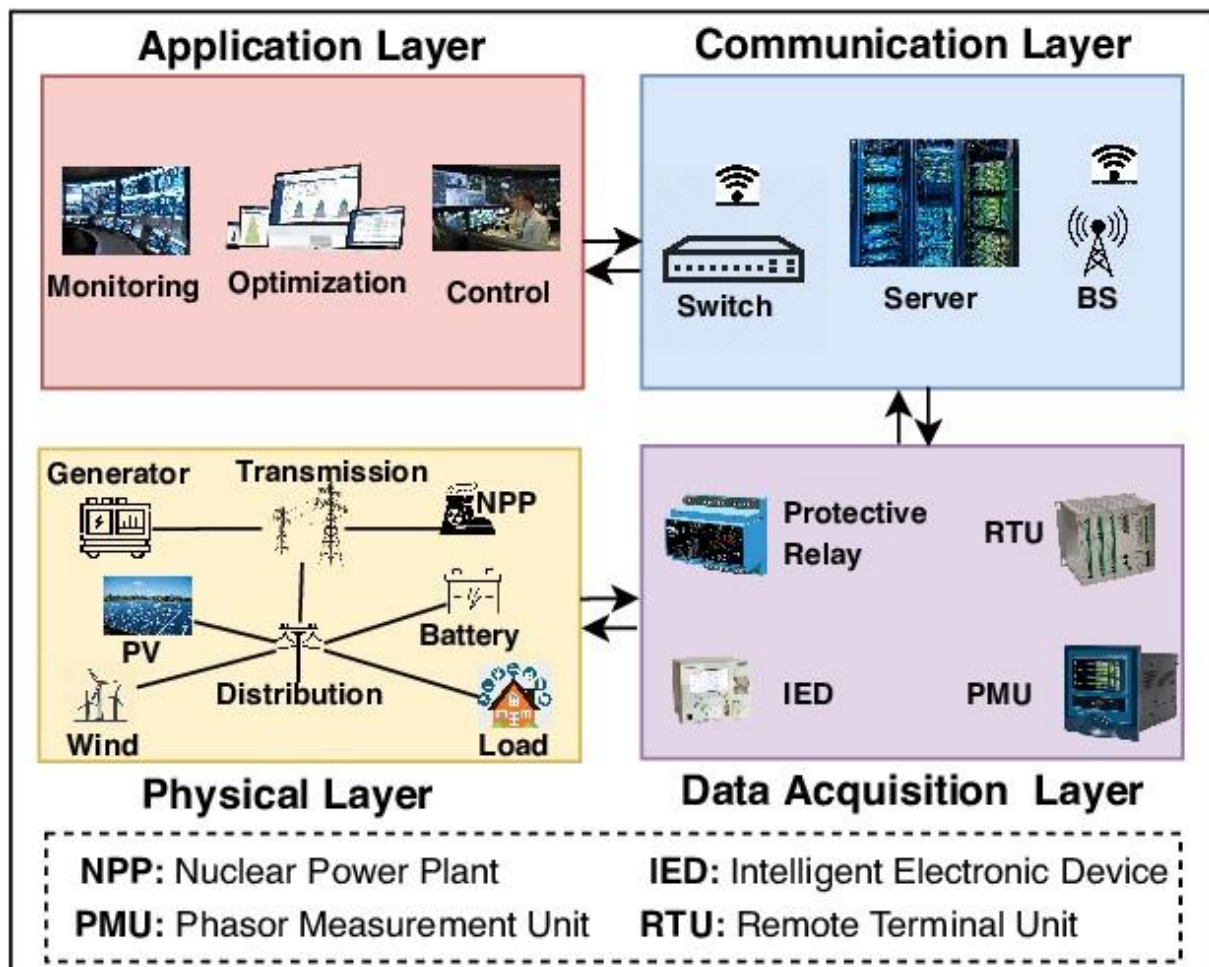 Application Layer
Communication Layer
Monitoring
Optimization
Control
Switch
Server
BS
Generator
Transmission
NPP
PV
Battery
Distribution
Wind
Load
Protective
Relay
RTU
IED
PMU
Physical Layer
Data Acquisition Layer
NPP: Nuclear Power Plant
IED: Intelligent Electronic Device
PMU: Phasor Measurement Unit
RTU: Remote Terminal Unit